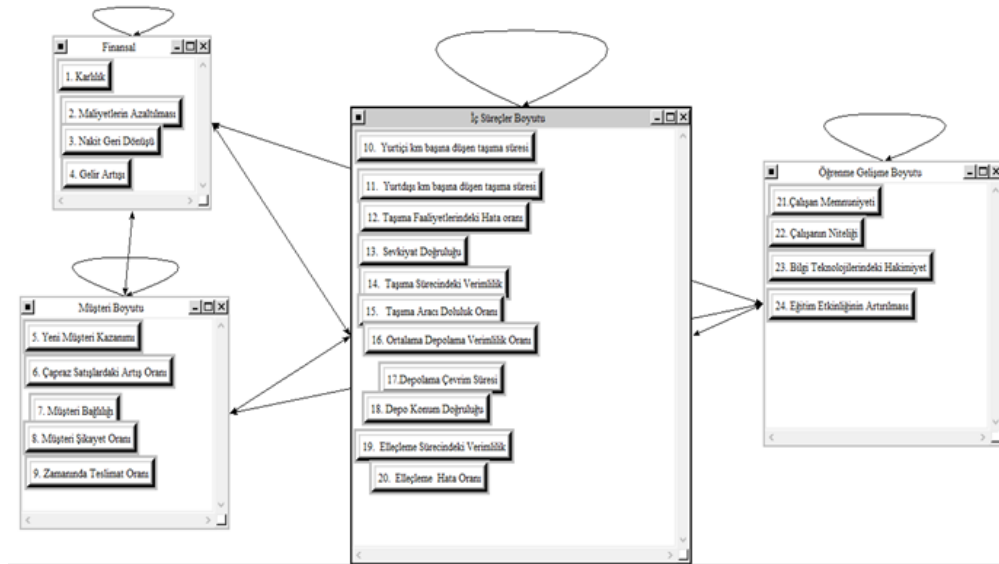 Finansal
1. Karlılık
2. Maliyetlerin Azaltılması
3. Nakit Geri Dönüşü
4. Gelir Artışı
Müşteri Boyutu
5. Yeni Müşteri Kazanımı
6. Çapraz Satışlardaki Artış Oranı
7. Müşteri Bağlılığı
8. Müşteri Şikayet Oranı
9. Zamanında Teslimat Oranı
İç Süreçler Boyutu
10. Yurtiçi km başına düşen taşıma süresi
11. Yurtdışı km başına düşen taşıma süresi
12. Taşıma Faaliyetlerindeki Hata oranı
13. Sevkiyat Doğruluğu
14. Taşıma Sürecindeki Verimlilik
15. Taşıma Aracı Doluluk Oranı
16. Ortalama Depolama Verimlilik Oranı
17.Depolama Çevrim Süresi
18. Depo Konum Doğruluğu
19. Elleçleme Sürecindeki Verimlilik
20. Elleçleme Hata Oranı
Öğrenme Gelişme Boyutu
21.Çalışan Memnuniyeti
22. Çalışanın Niteliği
23. Bilgi Teknolojilerindeki Hakimiyet
24. Eğitim Etkinliğinin Artırılması